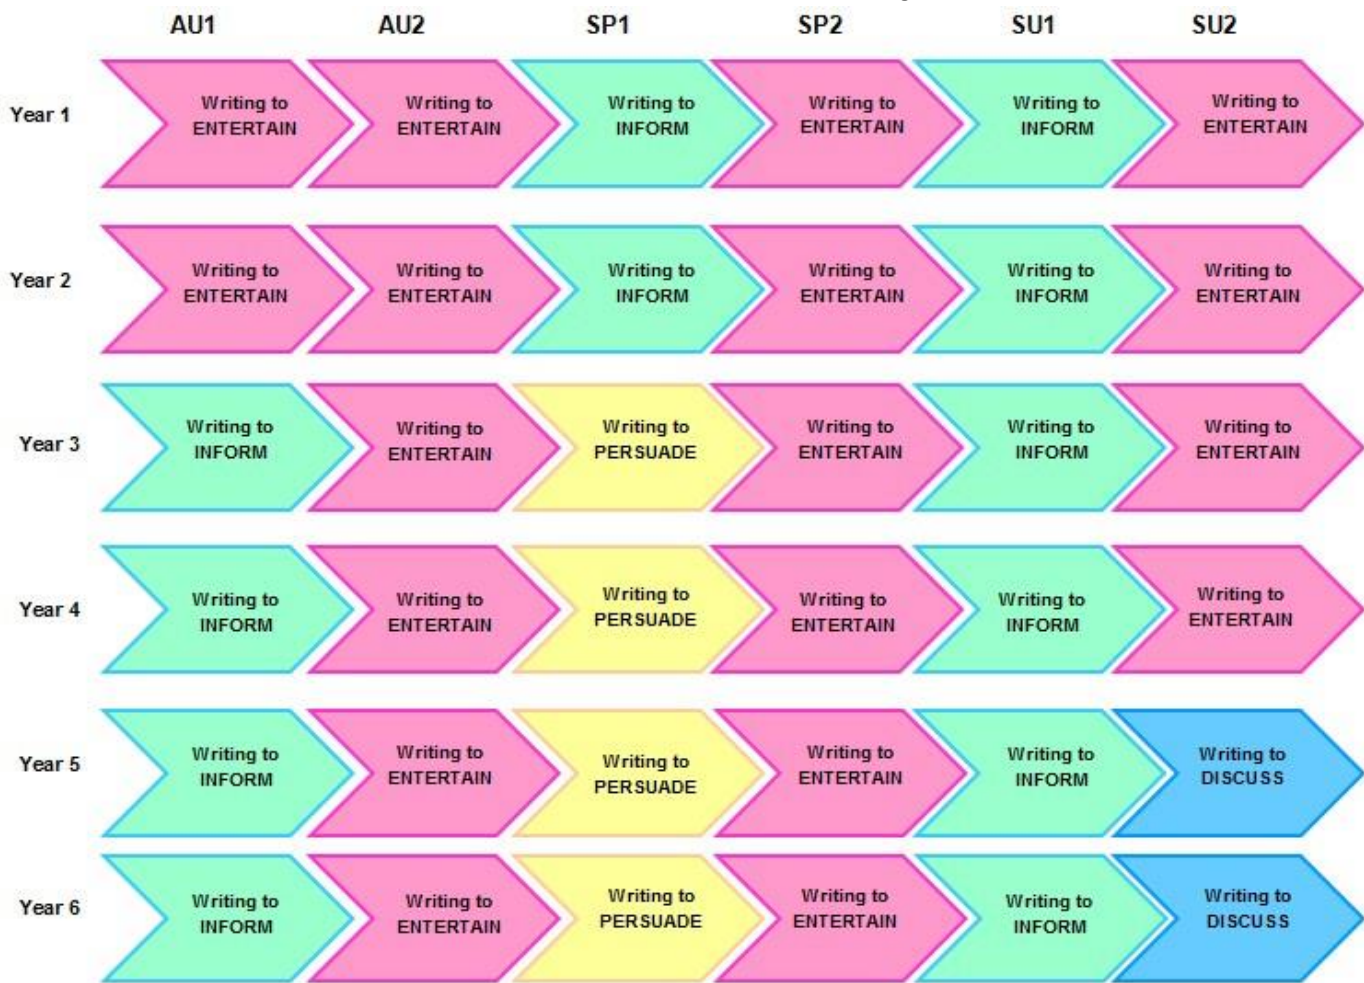 AU1 AU2 SP1 SP2 SU1 SU2
Year 1
Writing to
ENTERTAIN
Writing to
ENTERTAIN
Writing to
INFORM
Writing to
ENTERTAIN
Writing to
INFORM
Writing to
ENTERTAIN
Year 2
Writing to
ENTERTAIN
Writing to
ENTERTAIN
Writing to
INFORM
Writing to
ENTERTAIN
Writing to
INFORM
Writing to
ENTERTAIN
Year 3
Writing to
INFORM
Writing to
ENTERTAIN
Writing to
PERSUADE
Writing to
ENTERTAIN
Writing to
INFORM
Writing to
ENTERTAIN
Year 4
Writing to
INFORM
Writing to
ENTERTAIN
Writing to
PERSUADE
Writing to
ENTERTAIN
Writing to
INFORM
Writing to
ENTERTAIN
Year 5
Writing to
INFORM
Writing to
ENTERTAIN
Writing to
PERSUADE
Writing to
ENTERTAIN
Writing to
INFORM
Writing to
DISCUSS
Year 6
Writing to
INFORM
Writing to
ENTERTAIN
Writing to
PERSUADE
Writing to
ENTERTAIN
Writing to
INFORM
Writing to
DISCUSS